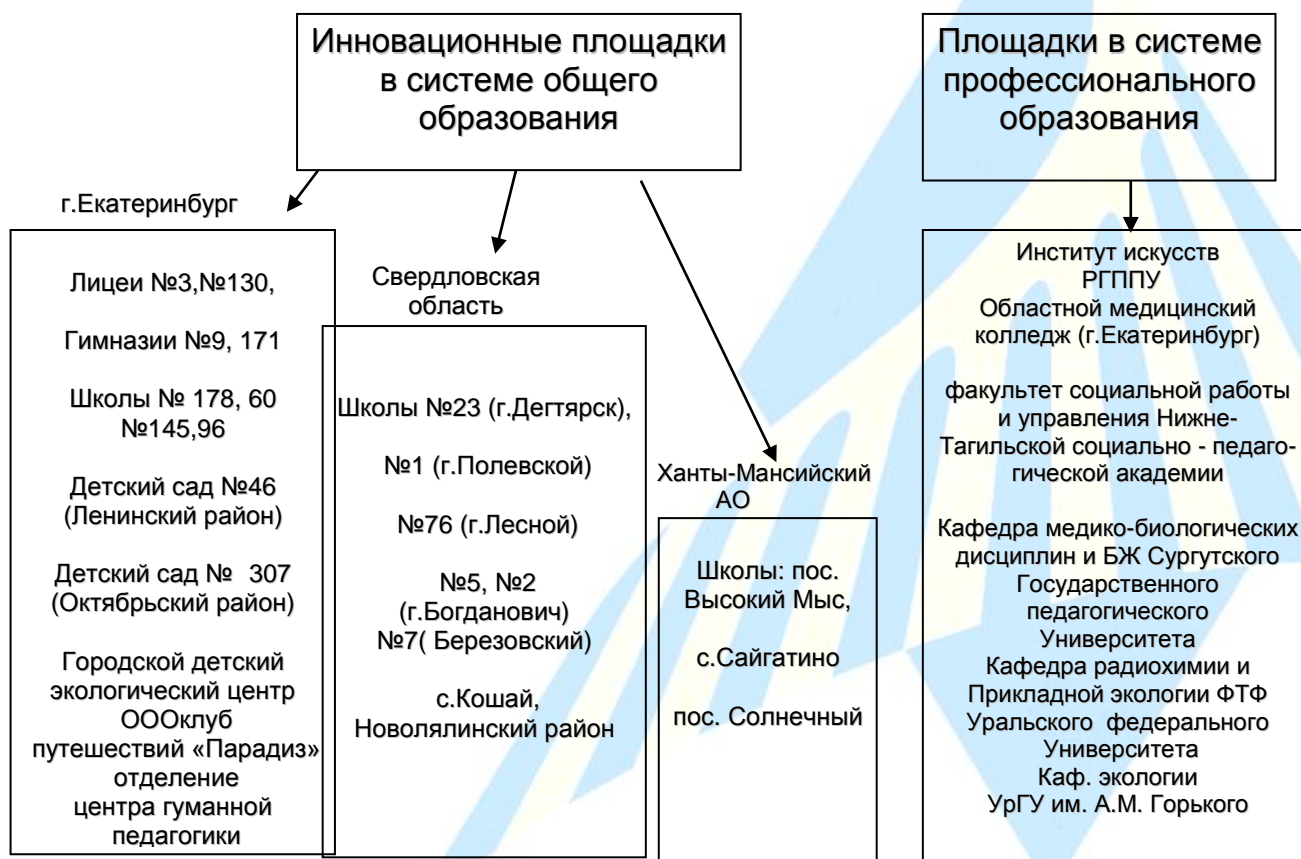 Инновационные площадки
в системе общего
образования
Площадки в системе
профессионального
образования
г.Екатеринбург
Лицеи №3,№130,
Гимназии №9, 171
Школы № 178, 60
№145,96
Детский сад №46
(Ленинский район)
Детский сад № 307
(Октябрьский район)
Городской детский
экологический центр
ОООклуб
путешествий «Парадиз»
отделение
центра гуманной
педагогики
Свердловская
область
Школы №23 (г.Дегтярск),
№1 (г.Полевской)
№76 (г.Лесной)
№5, №2
(г.Богданович)
№7( Березовский)
с.Кошай,
Новолялинский район
Ханты-Мансийский
АО
Школы: пос.
Высокий Мыс,
с.Сайгатино
пос. Солнечный
Институт искусств
РГППУ
Областной медицинский
колледж (г.Екатеринбург)
факультет социальной работы
и управления Нижне-
Тагильской социально - педаго-
гической академии
Кафедра медико-биологических
дисциплин и БЖ Сургутского
Государственного
педагогического
Университета
Кафедра радиохимии и
Прикладной экологии ФТФ
Уральского федерального
Университета
Каф. экологии
УрГУ им. А.М. Горького